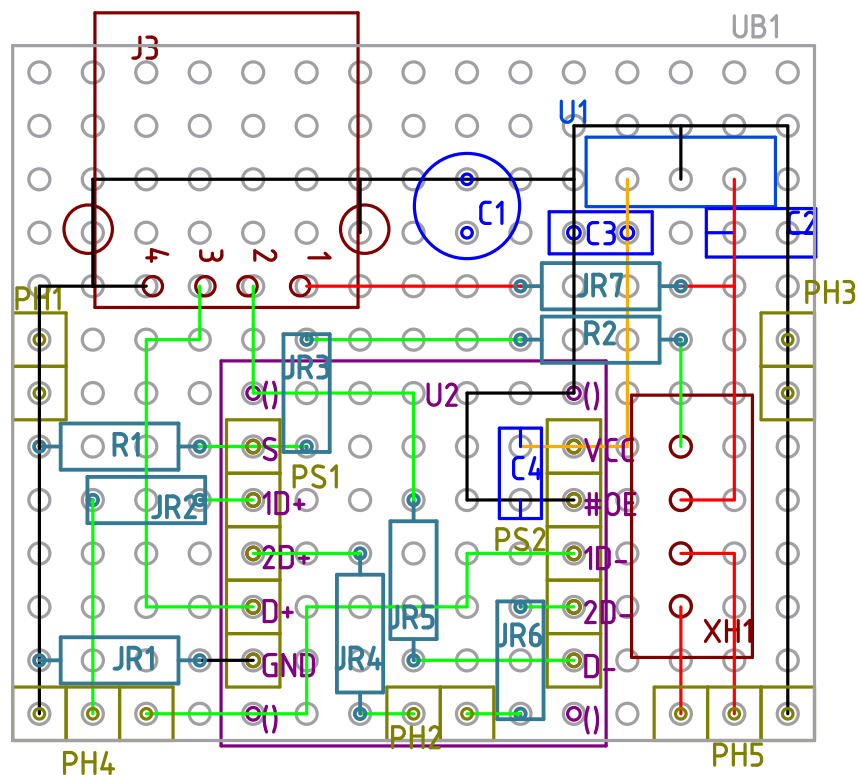 UB1
J3
U1
C1
C3
C2
4 3 2 1
JR7
PH1
PH3
R2
JR3
() U2 ()
R1
S
VCC
C4
PS1
JR2
1D+
#OE
PS2
2D+
1D-
D+
2D-
JR5
JR6
XH1
JR1
GND
JR4
D-
() ()
PH4
PH2
PH5